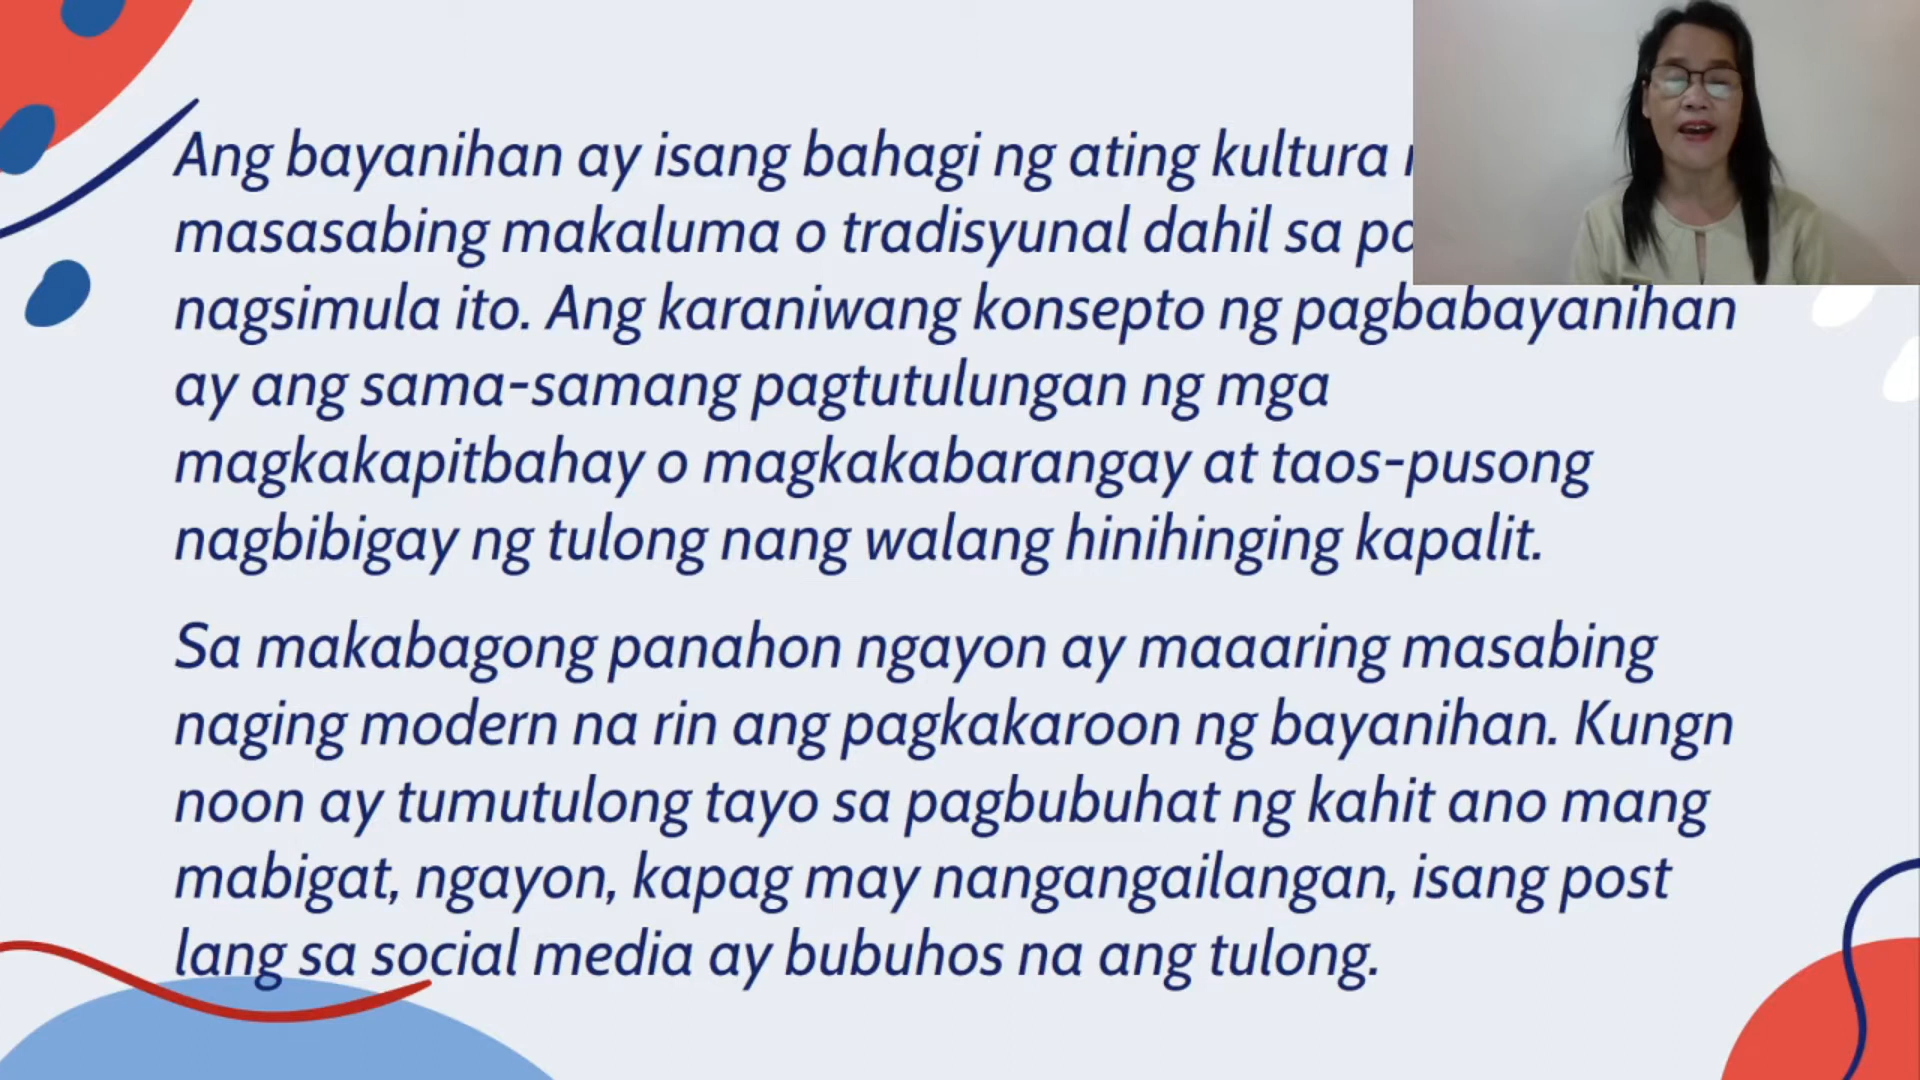 Ang bayanihan ay isang bahagi ng ating kultura
masasabing makaluma o tradisyunal dahil sa
nagsimula ito. Ang karaniwang konsepto ng pagbabayanihan
ay ang sama-samang pagtutulungan ng mga
magkakapitbahay o magkakabarangay at taos-pusong
nagbibigay ng tulong nang walang hinihinging kapalit.
Sa makabagong panahon ngayon ay maaaring masabing
naging modern na rin ang pagkakaroon ng bayanihan. Kungn
noon ay tumutulong tayo sa pagbubuhat ng kahit ano mang
mabigat, ngayon, kapag may nangangailangan, isang post
lang sa social media ay bubuhos na ang tulong.